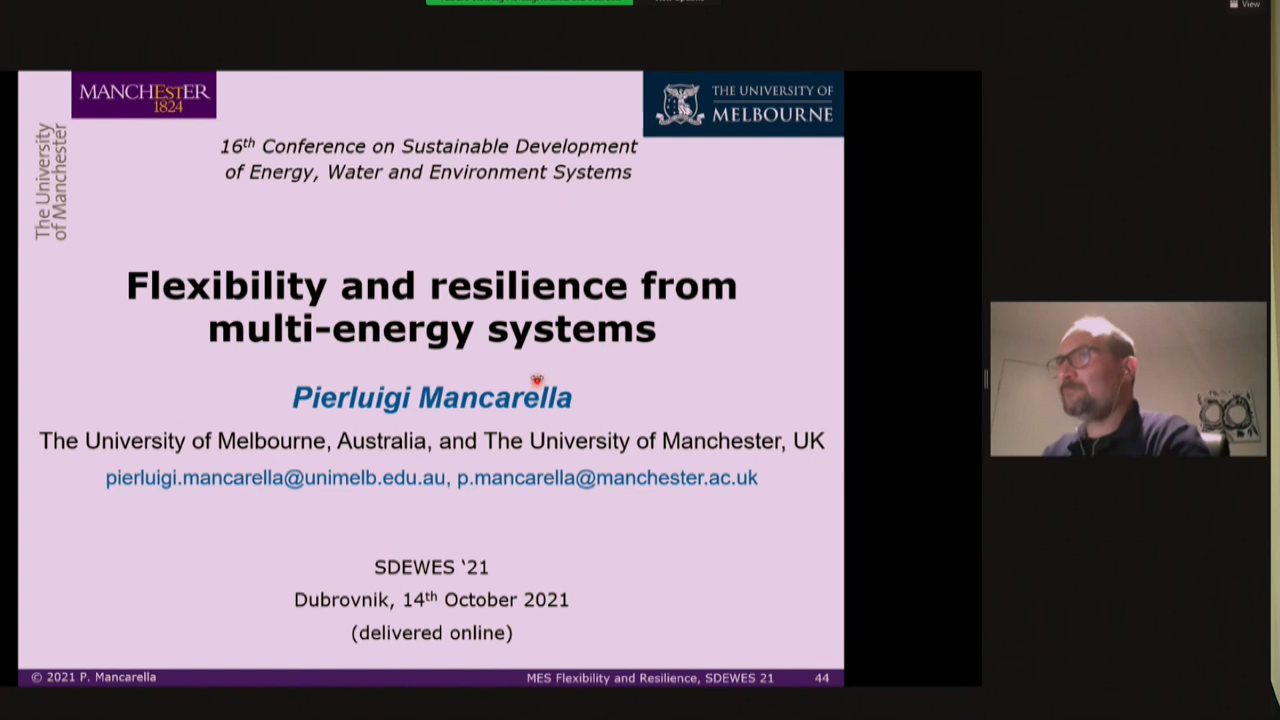 View
MANCHESTER
1824
The University
of Manchester
THE UNIVERSITY OF
MELBOURNE
16th Conference on Sustainable Development
of Energy, Water and Environment Systems
Flexibility and resilience from
multi-energy systems
Pierluigi Mancarella
The University of Melbourne, Australia, and The University of Manchester, UK
pierluigi.mancarella@unimelb.edu.au, p.mancarella@manchester.ac.uk
SDEWES ‘21
Dubrovnik, 14th October 2021
(delivered online)
© 2021 P. Mancarella
MES Flexibility and Resilience, SDEWES 21
44